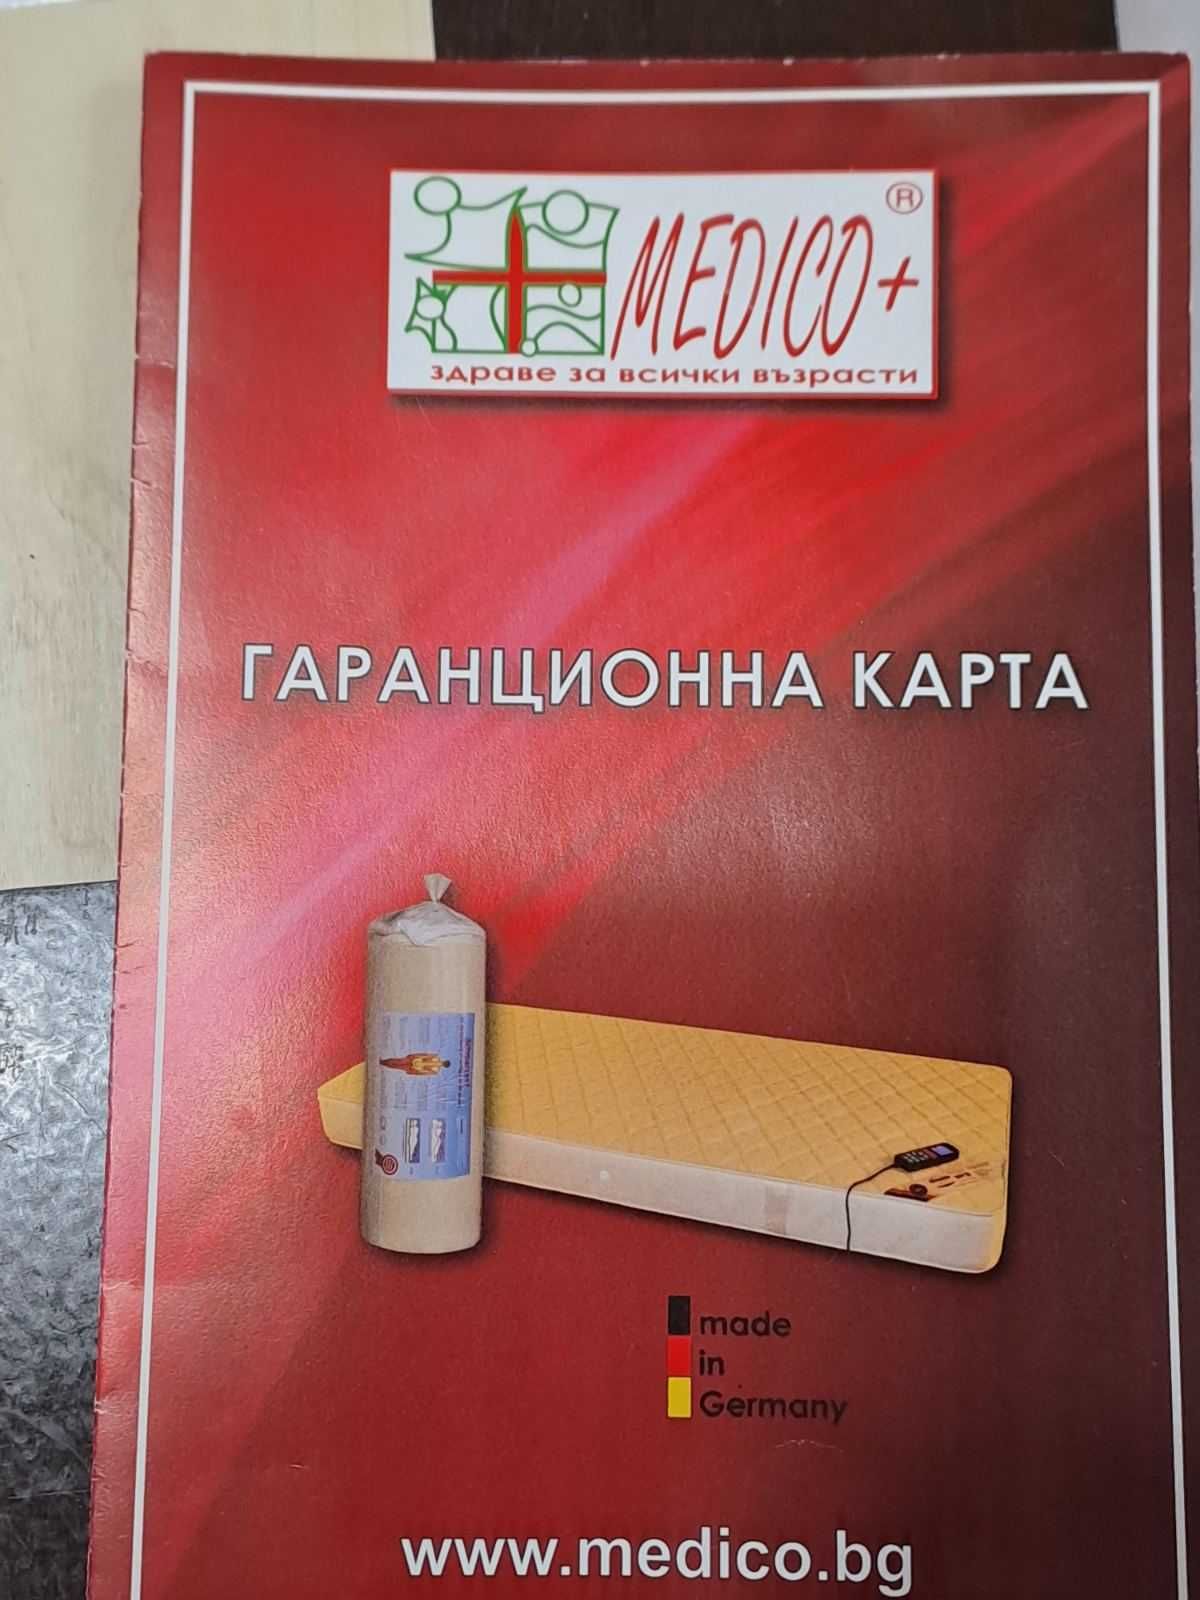 MEDICO+ ®
здраве за всички възрасти
ГАРАНЦИОННА КАРТА
made
in
Germany
www.medico.bg